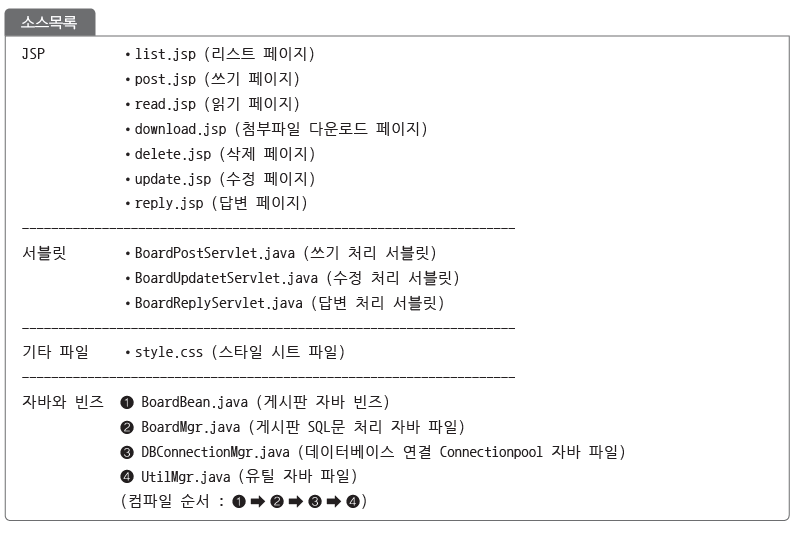 소스목록
JSP •list.jsp (리스트 페이지)
•post.jsp (쓰기 페이지)
•read.jsp (읽기 페이지)
•download.jsp (첨부파일 다운로드 페이지)
•delete.jsp (삭제 페이지)
•update.jsp (수정 페이지)
•reply.jsp (답변 페이지)
--------------------------------------------------------------------
서블릿 •BoardPostServlet.java (쓰기 처리 서블릿)
•BoardUpdatetServlet.java (수정 처리 서블릿)
•BoardReplyServlet.java (답변 처리 서블릿)
--------------------------------------------------------------------
기타 파일 •style.css (스타일 시트 파일)
--------------------------------------------------------------------
자바와 빈즈 ❶ BoardBean.java (게시판 자바 빈즈)
❷ BoardMgr.java (게시판 SQL문 처리 자바 파일)
❸ DBConnectionMgr.java (데이터베이스 연결 Connectionpool 자바 파일)
❹ UtilMgr.java (유틸 자바 파일)
(컴파일 순서 : ❶➡❷➡❸➡❹)